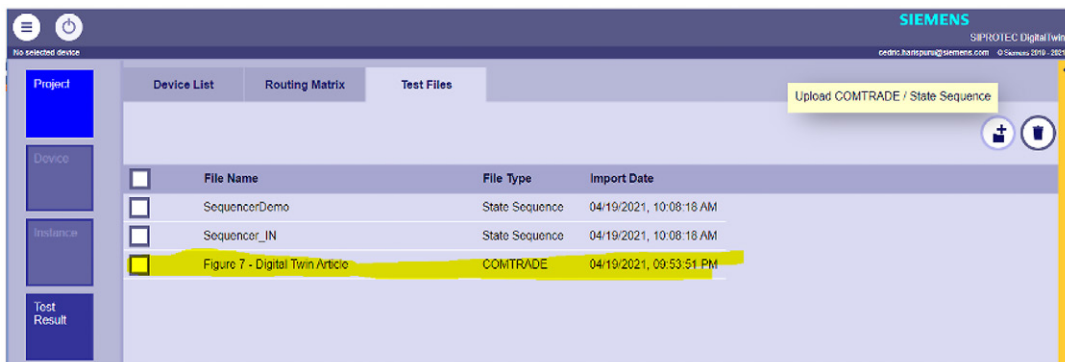 SIEMENS
SIPROTEC DigitalTwin
No selected device
cedric.harispuru@siemens.com © Siemens 2019 - 2021
Project
Device List Routing Matrix Test Files
Upload COMTRADE / State Sequence
Device
File Name File Type Import Date
SequencerDemo State Sequence 04/19/2021, 10:08:18 AM
Instance
Sequencer_IN State Sequence 04/19/2021, 10:08:18 AM
Figure 7 - Digital Twin Article COMTRADE 04/19/2021, 09:53:51 PM
Test
Result